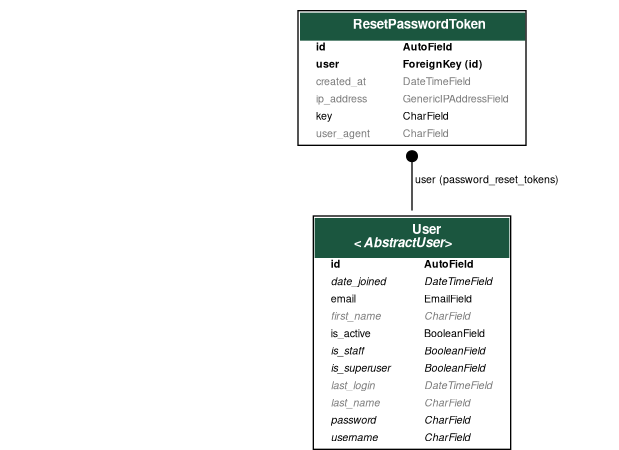 ResetPasswordToken
id AutoField
user ForeignKey (id)
created_at DateTimeField
ip_address GenericIPAddressField
key CharField
user_agent CharField
user (password_reset_tokens)
User
< AbstractUser>
id AutoField
date_joined DateTimeField
email EmailField
first_name CharField
is_active BooleanField
is_staff BooleanField
is_superuser BooleanField
last_login DateTimeField
last_name CharField
password CharField
username CharField